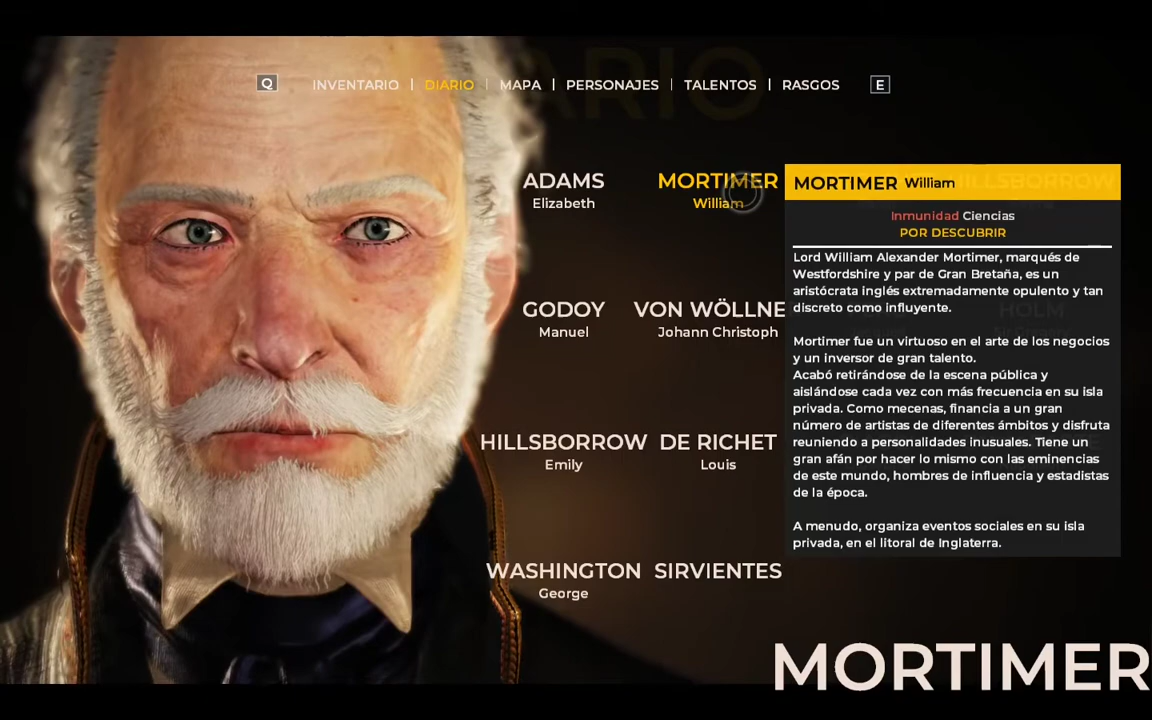 Q INVENTARIO | DIARIO | MAPA | PERSONAJES | TALENTOS | RASGOS E
ADAMS
Elizabeth
MORTIMER
William
GODOY
Manuel
VON WÖLLNE
Johann Christoph
HILLSBORROW
Emily
DE RICHET
Louis
WASHINGTON
George
SIRVIENTES
MORTIMER William
Inmunidad Ciencias
POR DESCUBRIR
Lord William Alexander Mortimer, marqués de
Westfordshire y par de Gran Bretaña, es un
aristócrata inglés extremadamente opulento y tan
discreto como influyente.
Mortimer fue un virtuoso en el arte de los negocios
y un inversor de gran talento.
Acabó retirándose de la escena pública y
aislándose cada vez con más frecuencia en su isla
privada. Como mecenas, financia a un gran
número de artistas de diferentes ámbitos y disfruta
reuniendo a personalidades inusuales. Tiene un
gran afán por hacer lo mismo con las eminencias
de este mundo, hombres de influencia y estadistas
de la época.
A menudo, organiza eventos sociales en su isla
privada, en el litoral de Inglaterra.
HOLM
MORTIMER